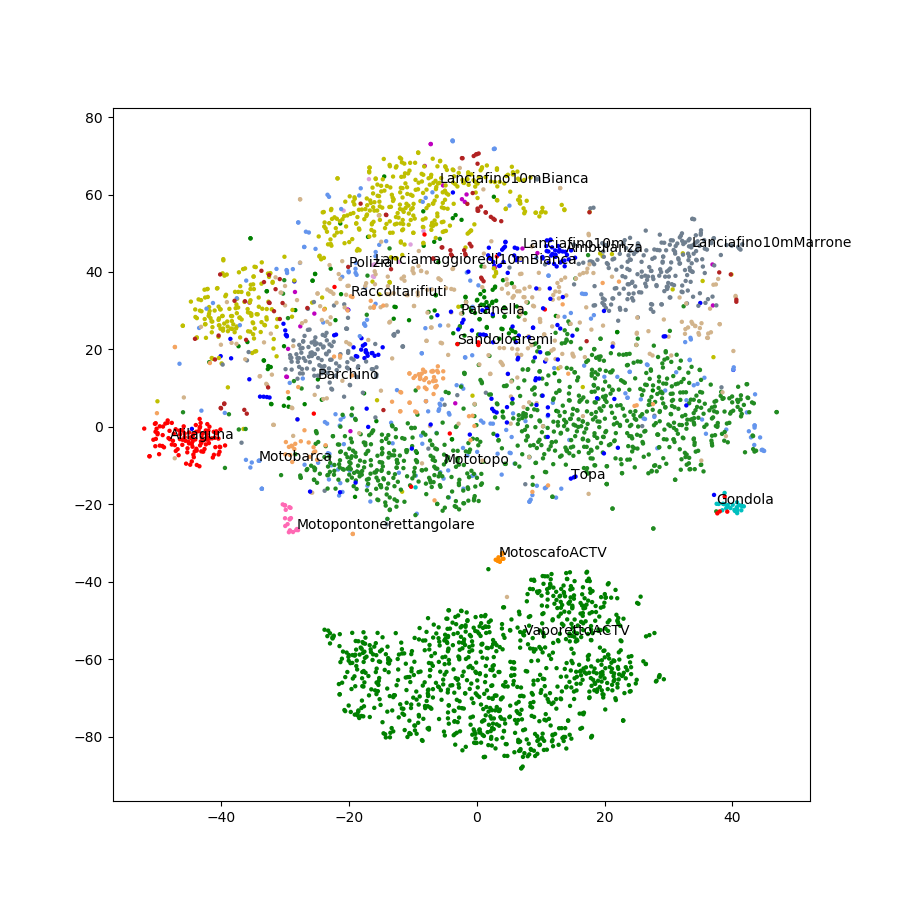 80
60
40
20
0
−20
−40
−60
−80
−40
−20
0
20
40
Lanciafino10mBianca
Lanciafino10m
Ambulanza
Lanciafino10mMarrone
Polizia
Lanciamaggioredi10mBianca
Raccoltarifiuti
Patanella
Sandoloaremi
Barchino
Alilaguna
Motobarca
Mototopo
Topa
Gondola
Motopontonerettangolare
MotoscafoACTV
VaporettoACTV